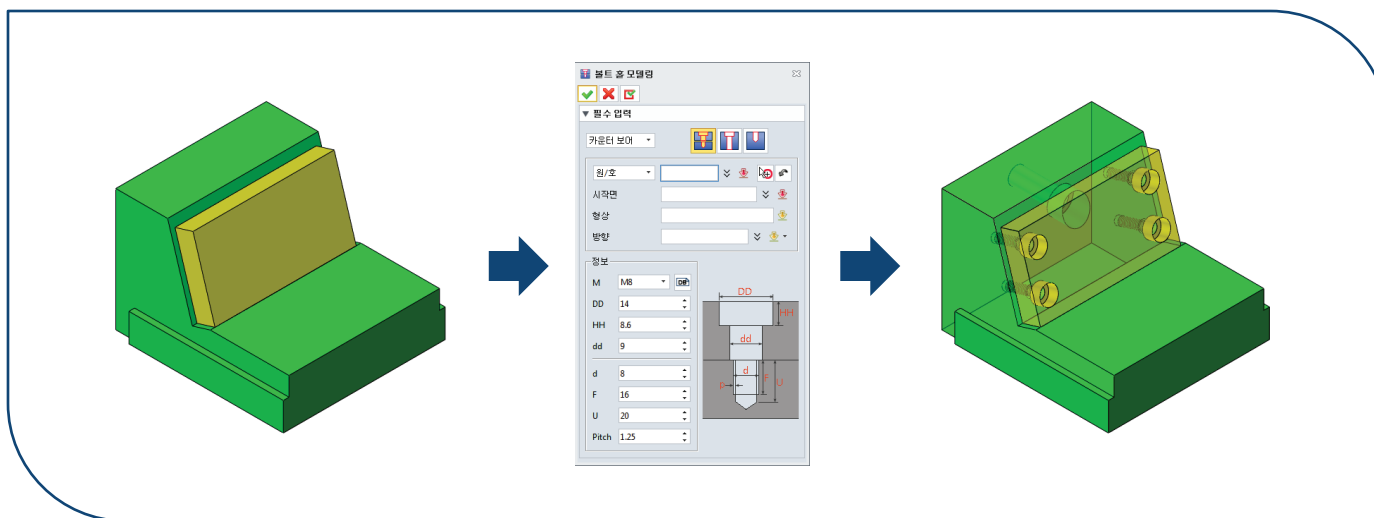 볼트 홀 모델링
필수 입력
카운터 보어
원/호
시작면
형상
방향
정보
M M8
DD 14
HH 8.6
dd 9
d 8
F 16
U 20
Pitch 1.25
DD
HH
dd
d
p F U